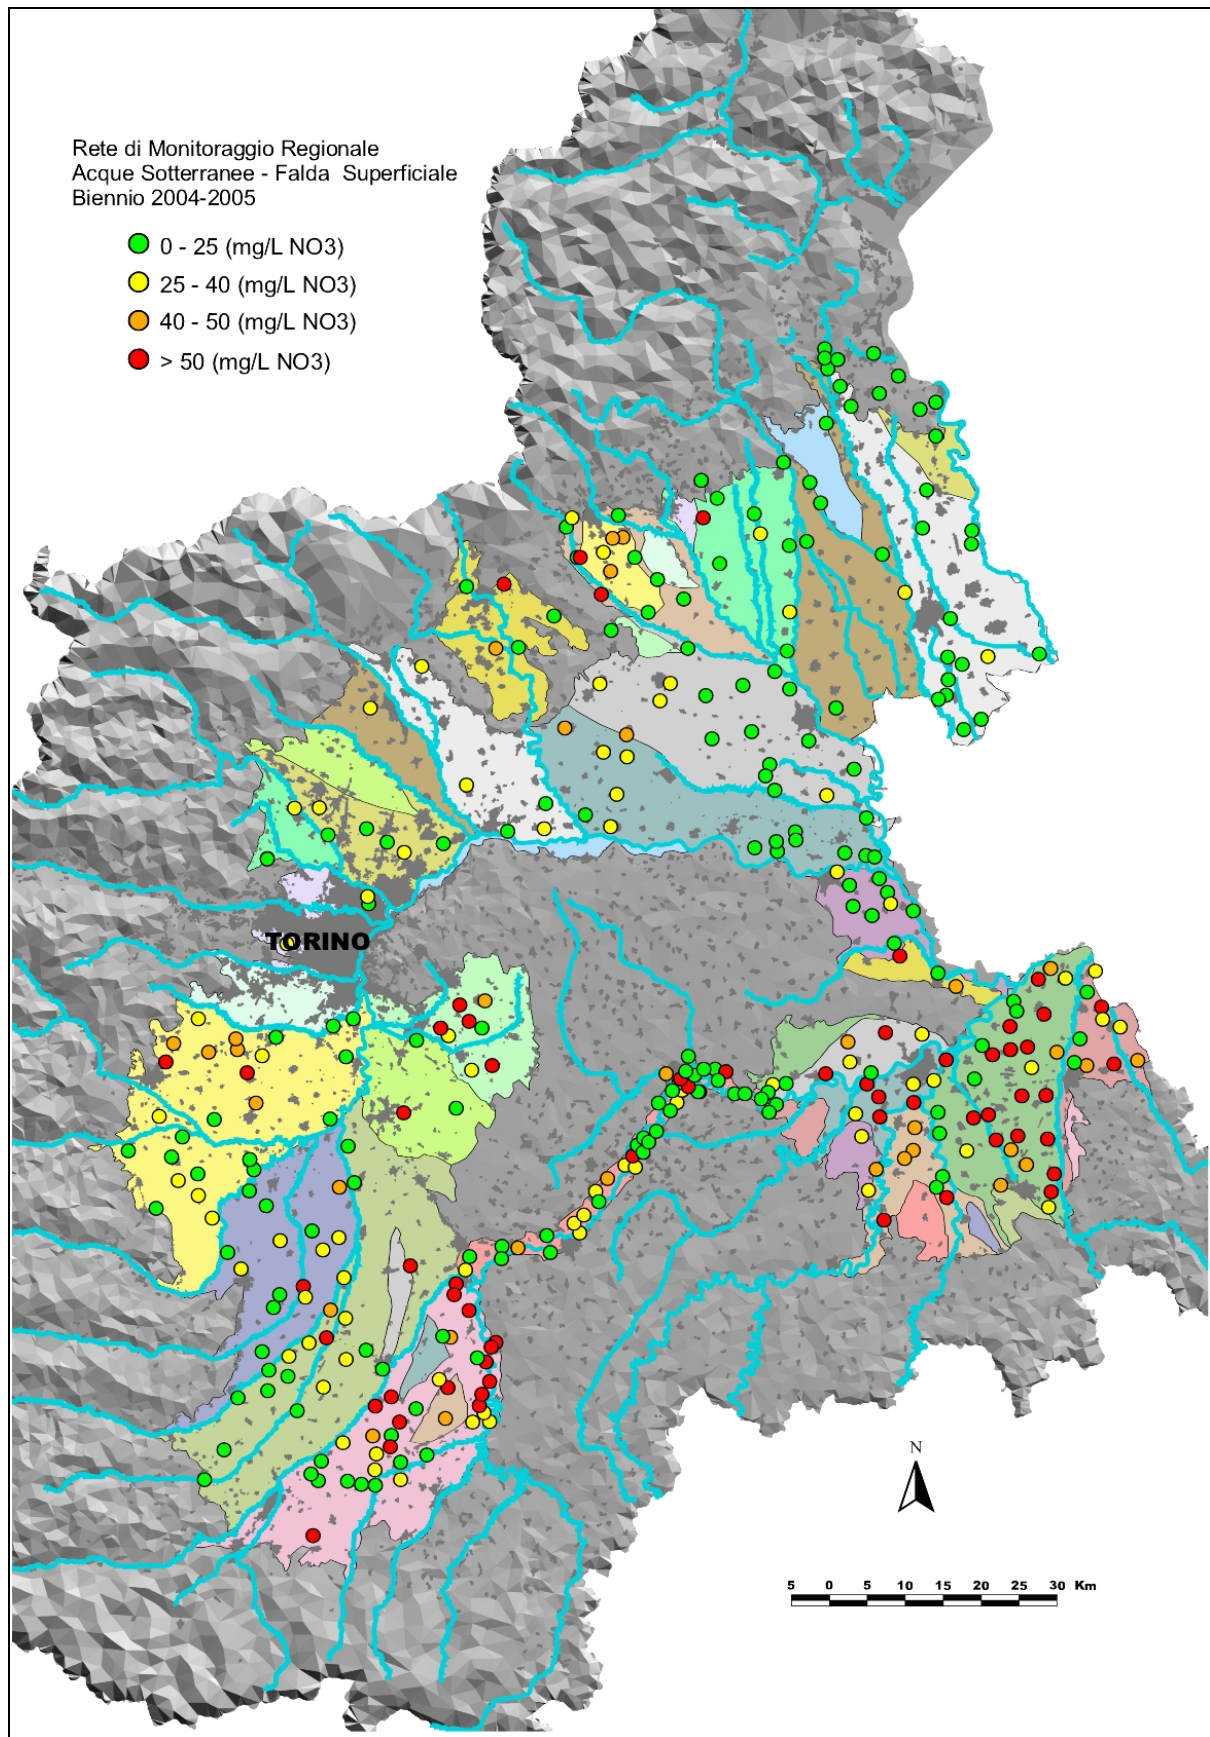 Rete di Monitoraggio Regionale
Acque Sotterranee - Falda Superficiale
Biennio 2004-2005
0 - 25 (mg/L NO3)
25 - 40 (mg/L NO3)
40 - 50 (mg/L NO3)
> 50 (mg/L NO3)
TORINO
N
5 0 5 10 15 20 25 30 Km